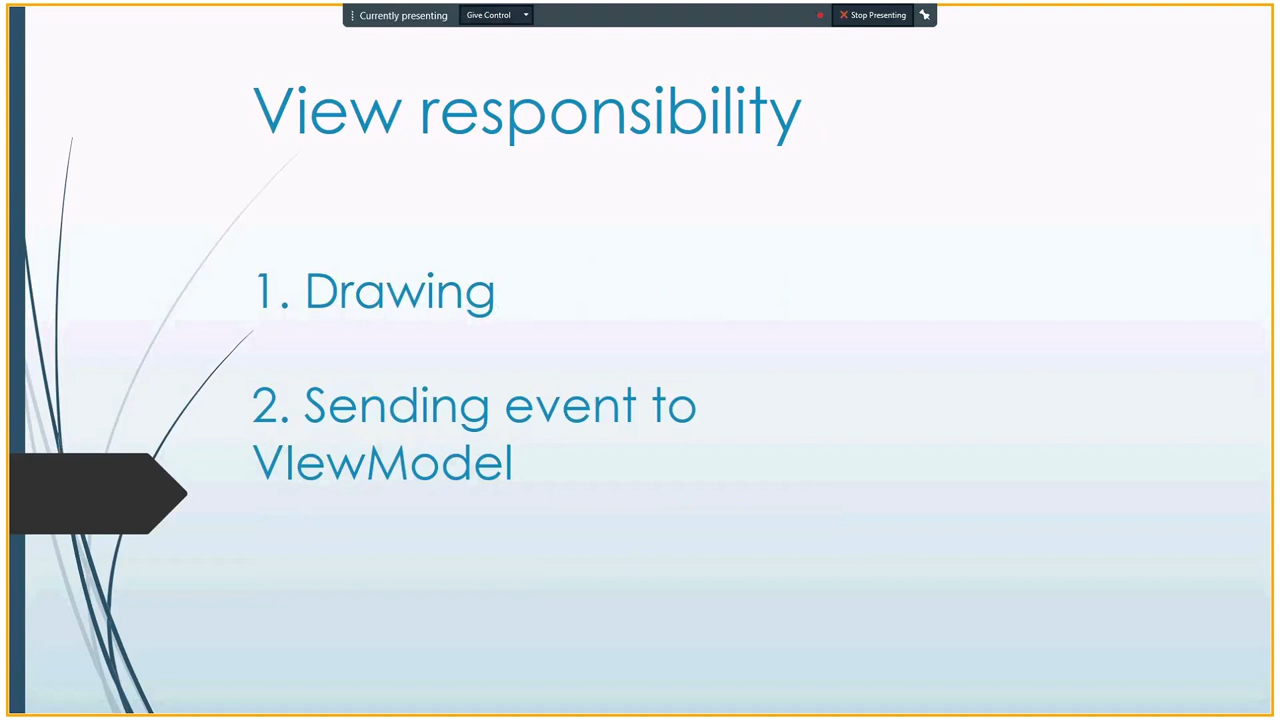 Currently presenting Give Control Stop Presenting
View responsibility
1. Drawing
2. Sending event to
VIewModel